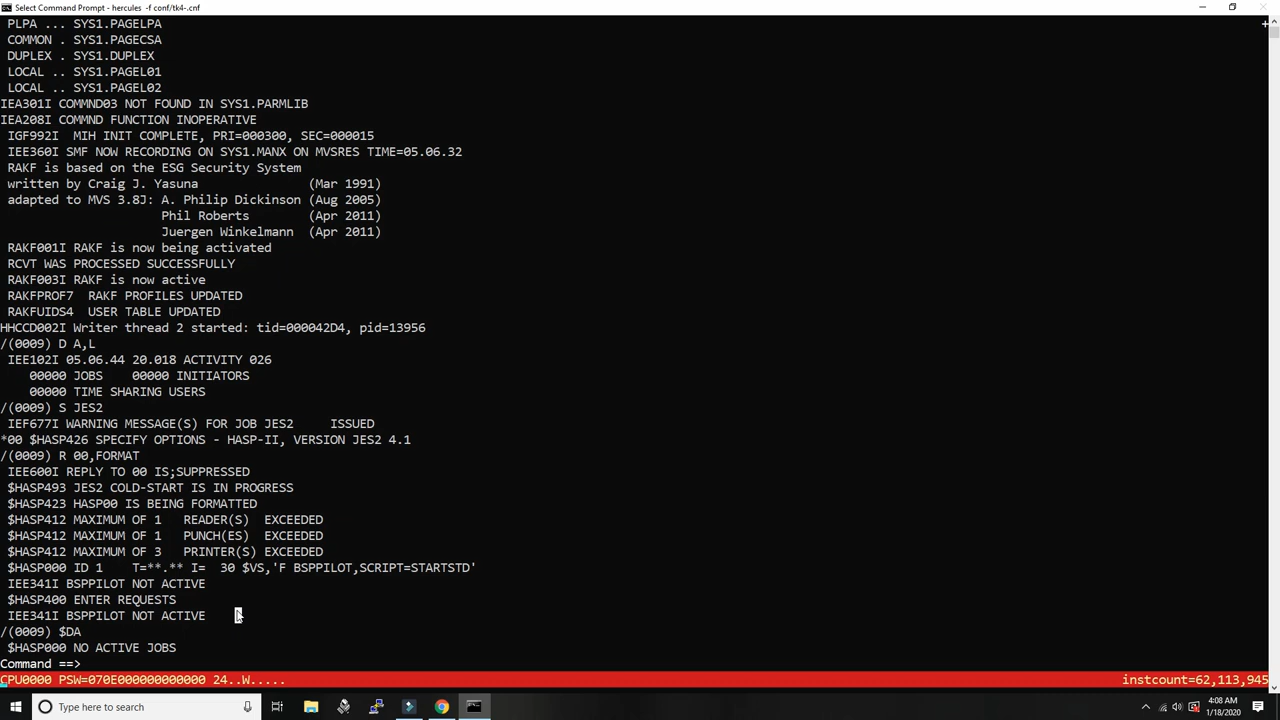 Select Command Prompt - hercules  -f conf/tk4-.cnf
PLPA ... SYS1.PAGELPA
COMMON . SYS1.PAGECSA
DUPLEX . SYS1.DUPLEX
LOCAL .. SYS1.PAGEL01
LOCAL .. SYS1.PAGEL02
IEA301I COMMND03 NOT FOUND IN SYS1.PARMLIB
IEA208I COMMND FUNCTION INOPERATIVE
IGF992I  MIH INIT COMPLETE, PRI=000300, SEC=000015
IEE360I SMF NOW RECORDING ON SYS1.MANX ON MVSRES TIME=05.06.32
RAKF is based on the ESG Security System
written by Craig J. Yasuna               (Mar 1991)
adapted to MVS 3.8J: A. Philip Dickinson (Aug 2005)
Phil Roberts        (Apr 2011)
Juergen Winkelmann  (Apr 2011)
RAKF001I RAKF is now being activated
RCVT WAS PROCESSED SUCCESSFULLY
RAKF003I RAKF is now active
RAKFPROF7  RAKF PROFILES UPDATED
RAKFUIDS4  USER TABLE UPDATED
HHCCD002I Writer thread 2 started: tid=000042D4, pid=13956
/(0009) D A,L
IEE102I 05.06.44 20.018 ACTIVITY 026
00000 JOBS    00000 INITIATORS
00000 TIME SHARING USERS
/(0009) S JES2
IEF677I WARNING MESSAGE(S) FOR JOB JES2     ISSUED
*00 $HASP426 SPECIFY OPTIONS - HASP-II, VERSION JES2 4.1
/(0009) R 00,FORMAT
IEE600I REPLY TO 00 IS;SUPPRESSED
$HASP493 JES2 COLD-START IS IN PROGRESS
$HASP423 HASP00 IS BEING FORMATTED
$HASP412 MAXIMUM OF 1   READER(S)  EXCEEDED
$HASP412 MAXIMUM OF 1   PUNCH(ES)  EXCEEDED
$HASP412 MAXIMUM OF 3   PRINTER(S) EXCEEDED
$HASP000 ID 1    T=**.** I=  30 $VS,'F BSPPILOT,SCRIPT=STARTSTD'
IEE341I BSPPILOT NOT ACTIVE
$HASP400 ENTER REQUESTS
IEE341I BSPPILOT NOT ACTIVE
/(0009) $DA
$HASP000 NO ACTIVE JOBS
Command ==>
CPU0000 PSW=070E000000000000 24..W..... instcount=62,113,945
Type here to search
4:08 AM
1/18/2020